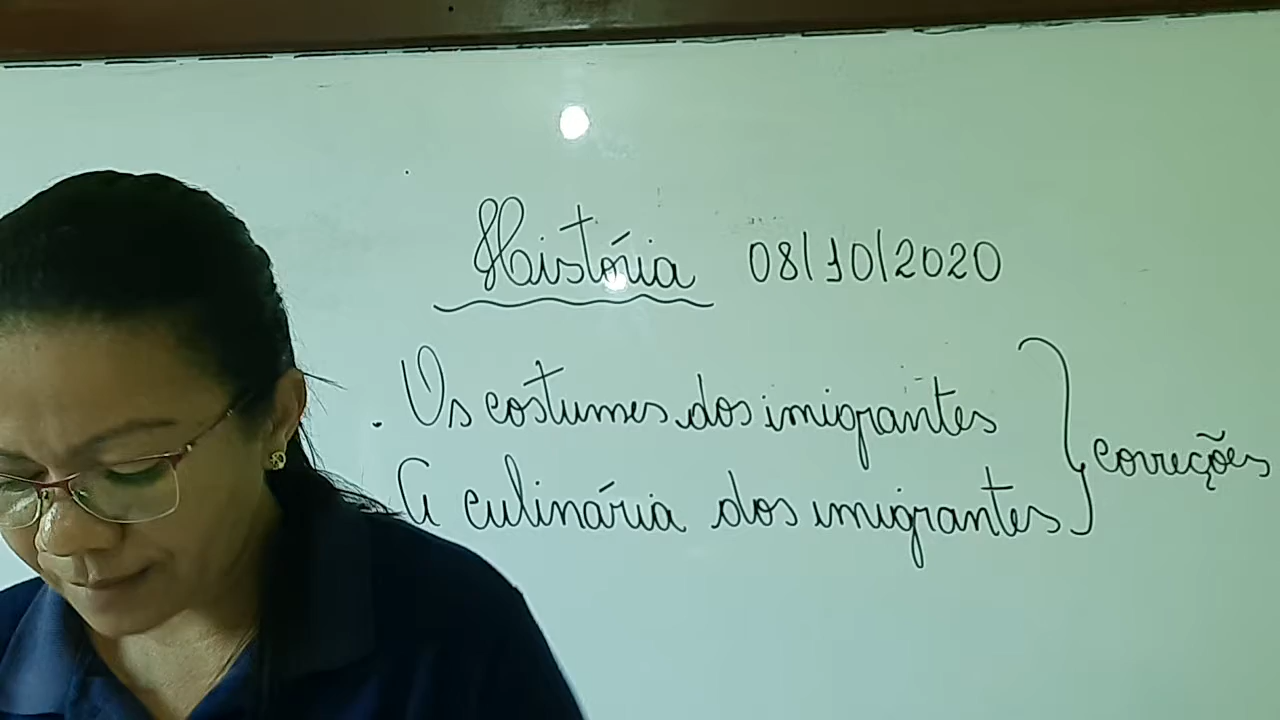 História 08/10/2020
. Os costumes dos imigrantes
A culinária dos imigrantes
} correções